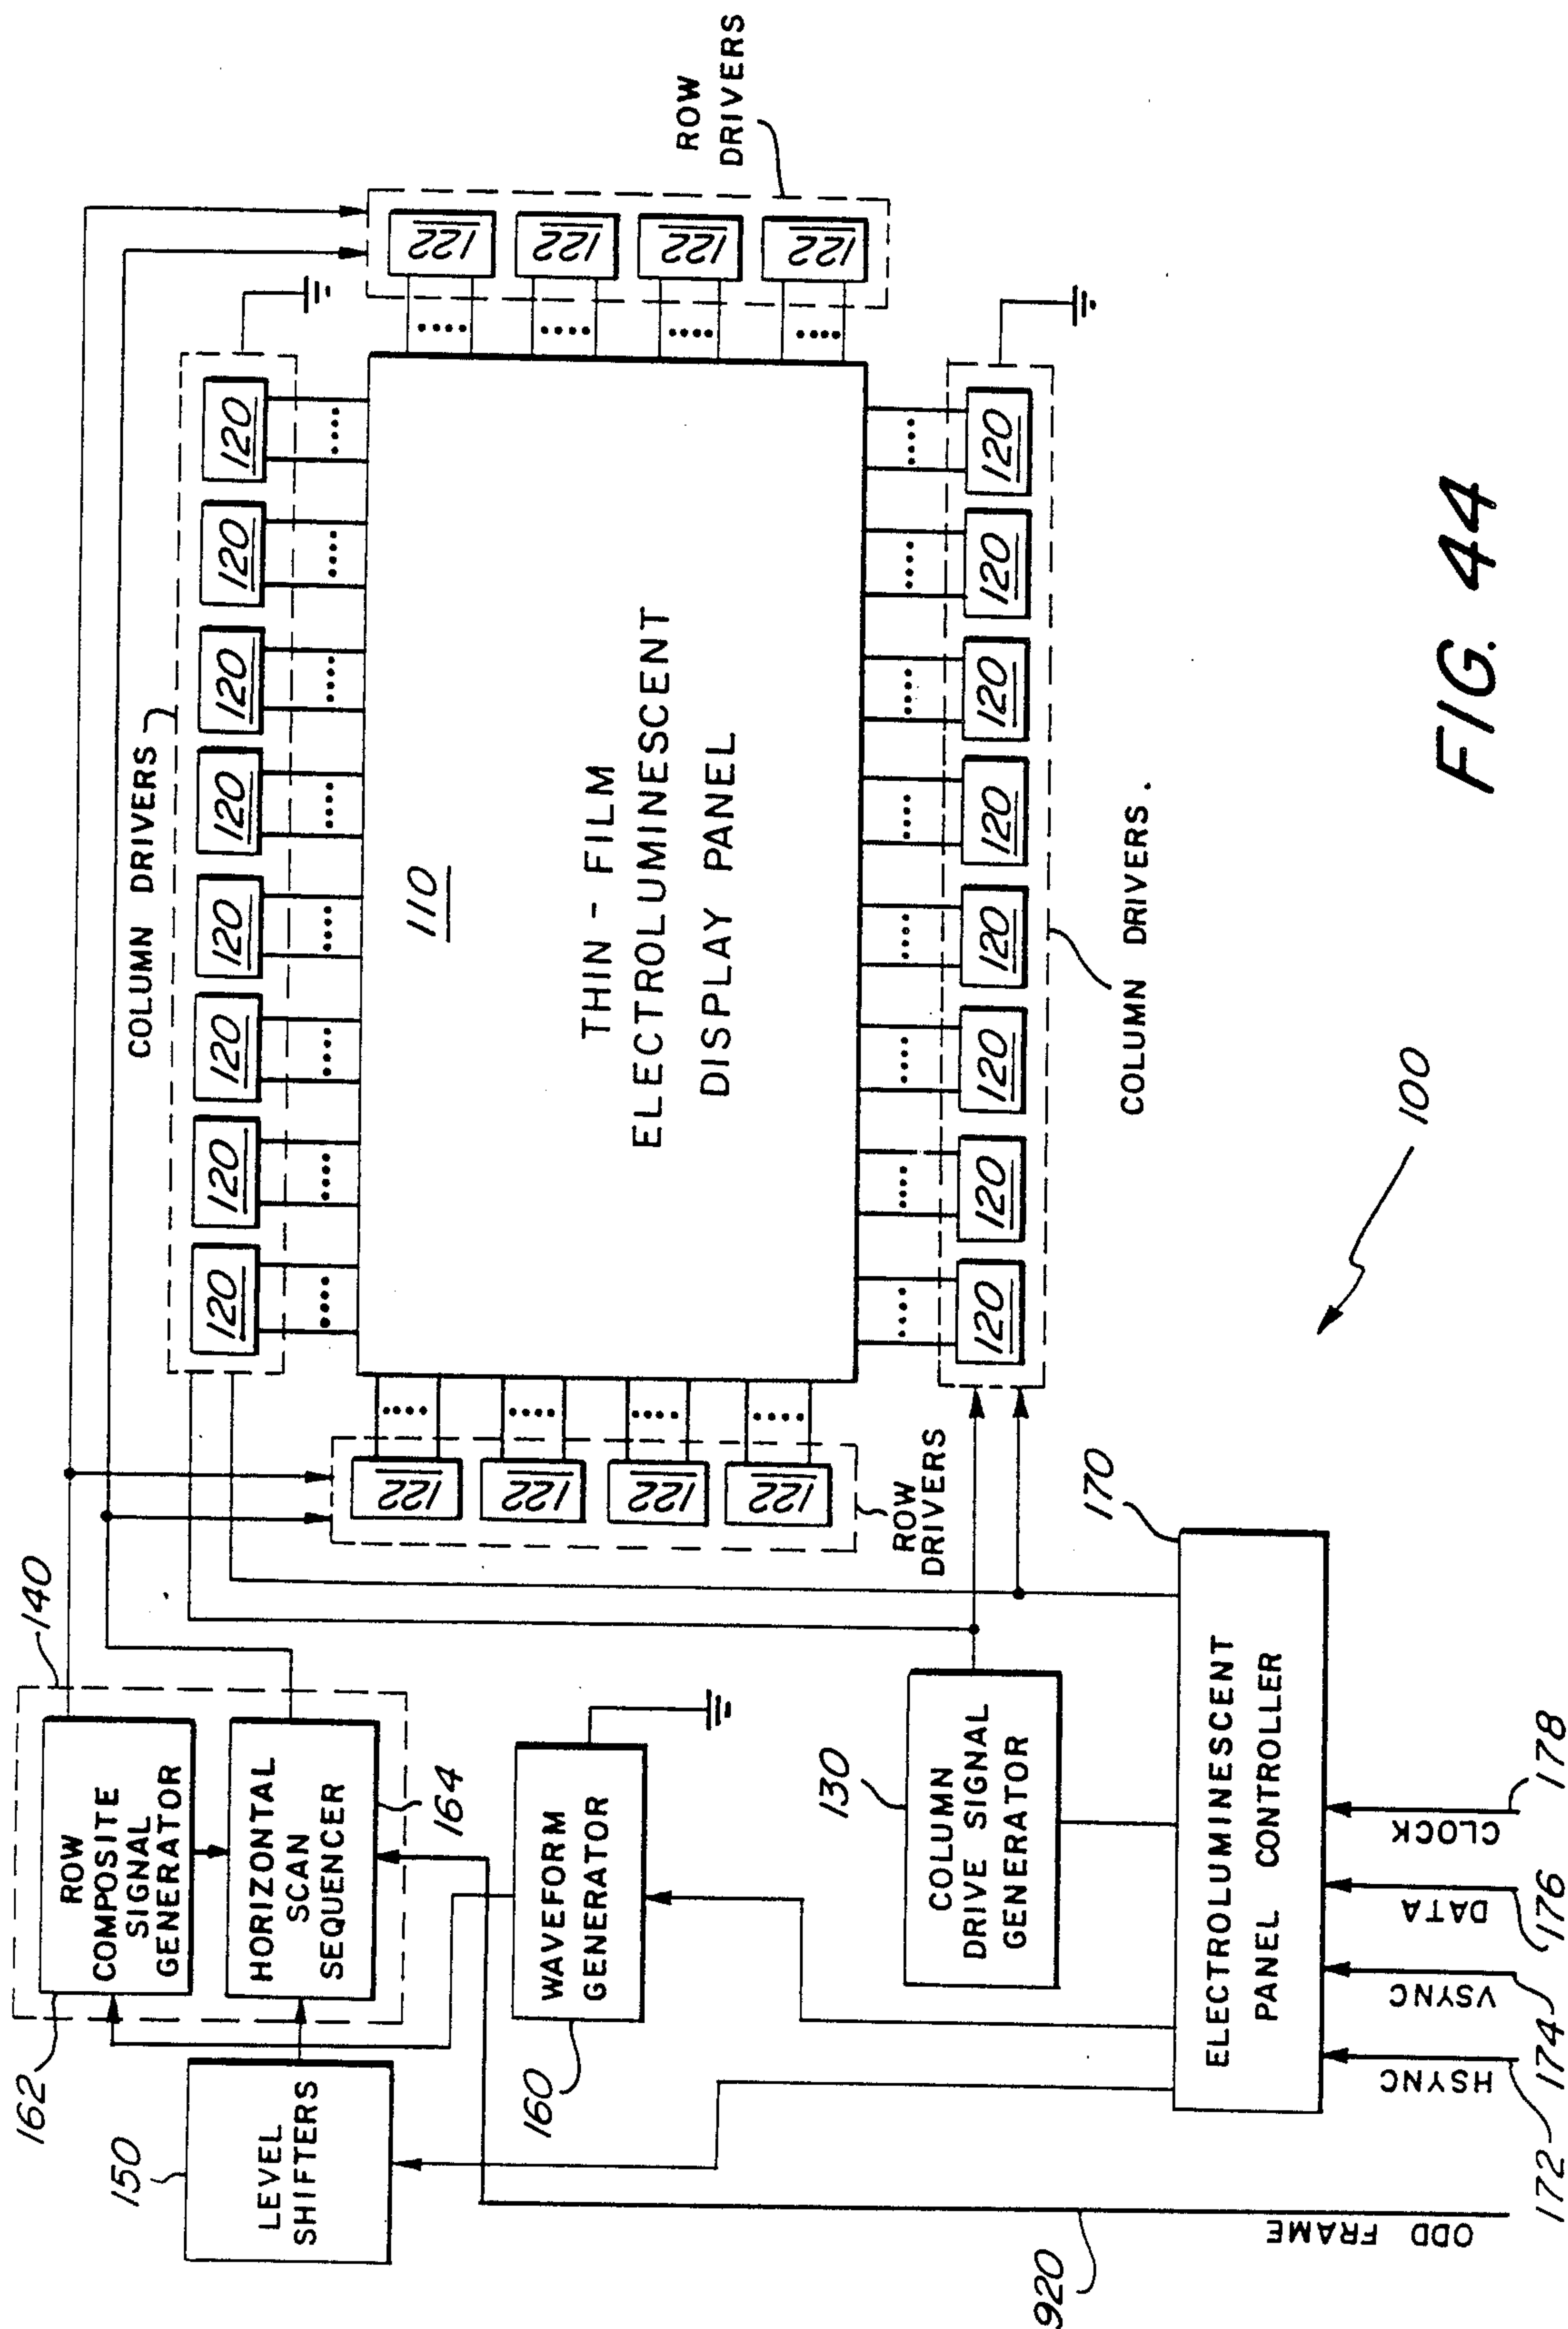 140
162
ROW
COMPOSITE
SIGNAL
GENERATOR
HORIZONTAL
SCAN
SEQUENCER
164
150
LEVEL
SHIFTERS
WAVEFORM
GENERATOR
160
130
COLUMN
DRIVE SIGNAL
GENERATOR
170
ELECTROLUMINESCENT
PANEL CONTROLLER
HSYNC
VSYNC
DATA
CLOCK
172
174
176
178
ODD FRAME
920
COLUMN DRIVERS
120
120
120
120
120
120
120
120
110
THIN - FILM
ELECTROLUMINESCENT
DISPLAY PANEL
122
122
122
122
ROW
DRIVERS
122
122
122
122
ROW
DRIVERS
120
120
120
120
120
120
120
120
COLUMN DRIVERS.
100
FIG. 44